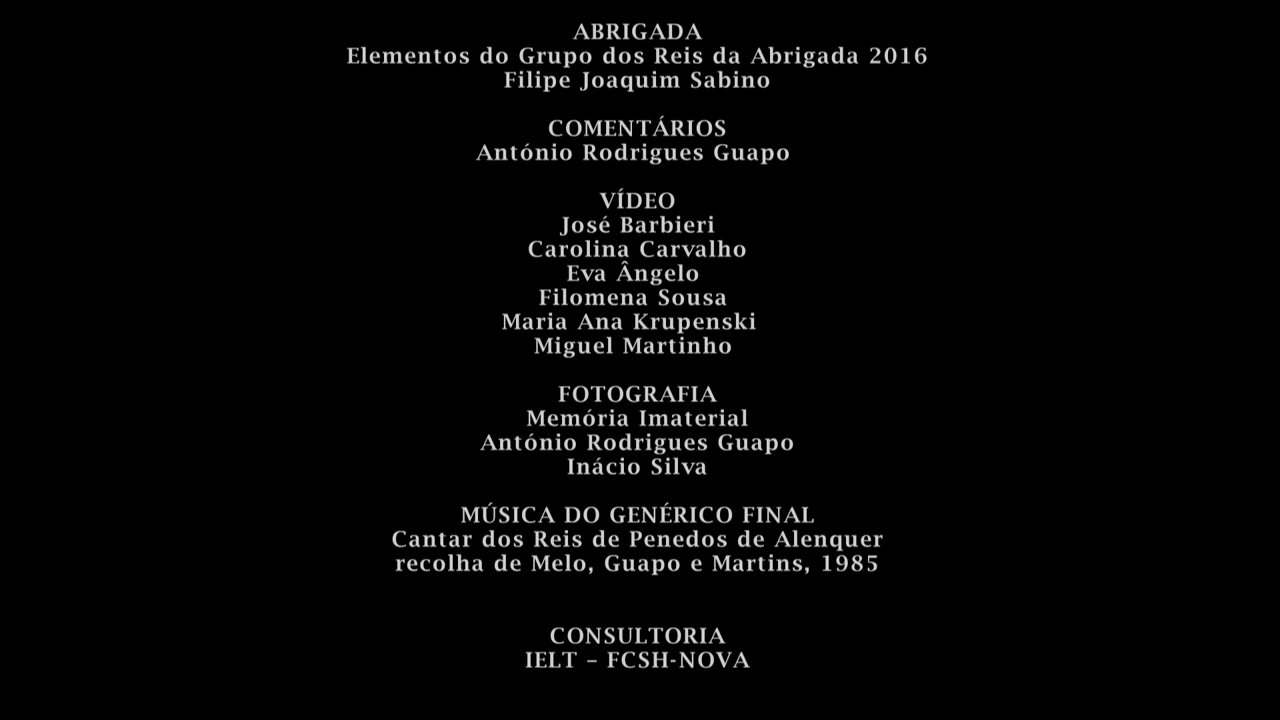 ABRIGADA
Elementos do Grupo dos Reis da Abrigada 2016
Filipe Joaquim Sabino
COMENTÁRIOS
António Rodrigues Guapo
VÍDEO
José Barbieri
Carolina Carvalho
Eva Ângelo
Filomena Sousa
Maria Ana Krupenski
Miguel Martinho
FOTOGRAFIA
Memória Imaterial
António Rodrigues Guapo
Inácio Silva
MÚSICA DO GENÉRICO FINAL
Cantar dos Reis de Penedos de Alenquer
recolha de Melo, Guapo e Martins, 1985
CONSULTORIA
IELT – FCSH-NOVA